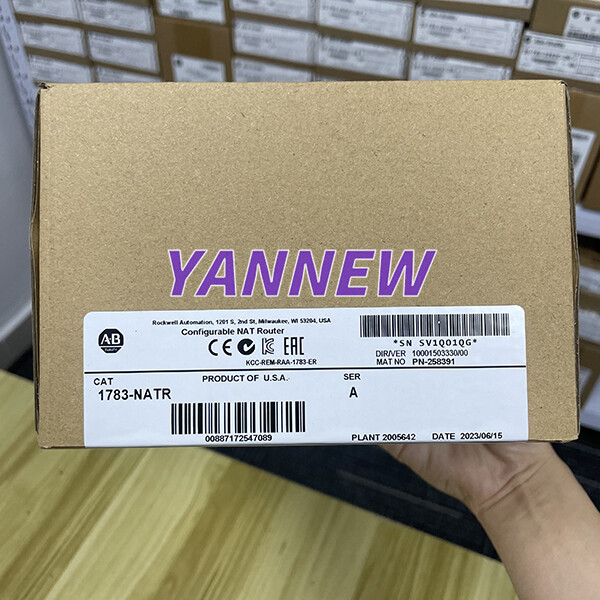 YANNEW
Rockwell Automation, 1201 S, 2nd St, Milwaukee, WI 53204, USA
Configurable NAT Router
A-B
CE EAC
KCC-REM-RAA-1783-ER
*SN SV1Q01QG*
DIR/VER 10001503330/00
MAT NO PN-258391
CAT PRODUCT OF U.S.A. SER
1783-NATR A
00887172547089
PLANT 2005642 DATE 2023/06/15